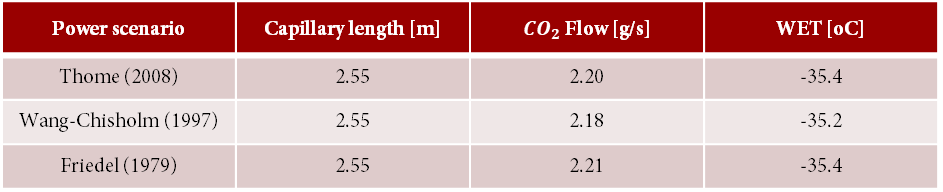 Power scenario Capillary length [m] CO2 Flow [g/s] WET [oC]
Thome (2008) 2.55 2.20 -35.4
Wang-Chisholm (1997) 2.55 2.18 -35.2
Friedel (1979) 2.55 2.21 -35.4